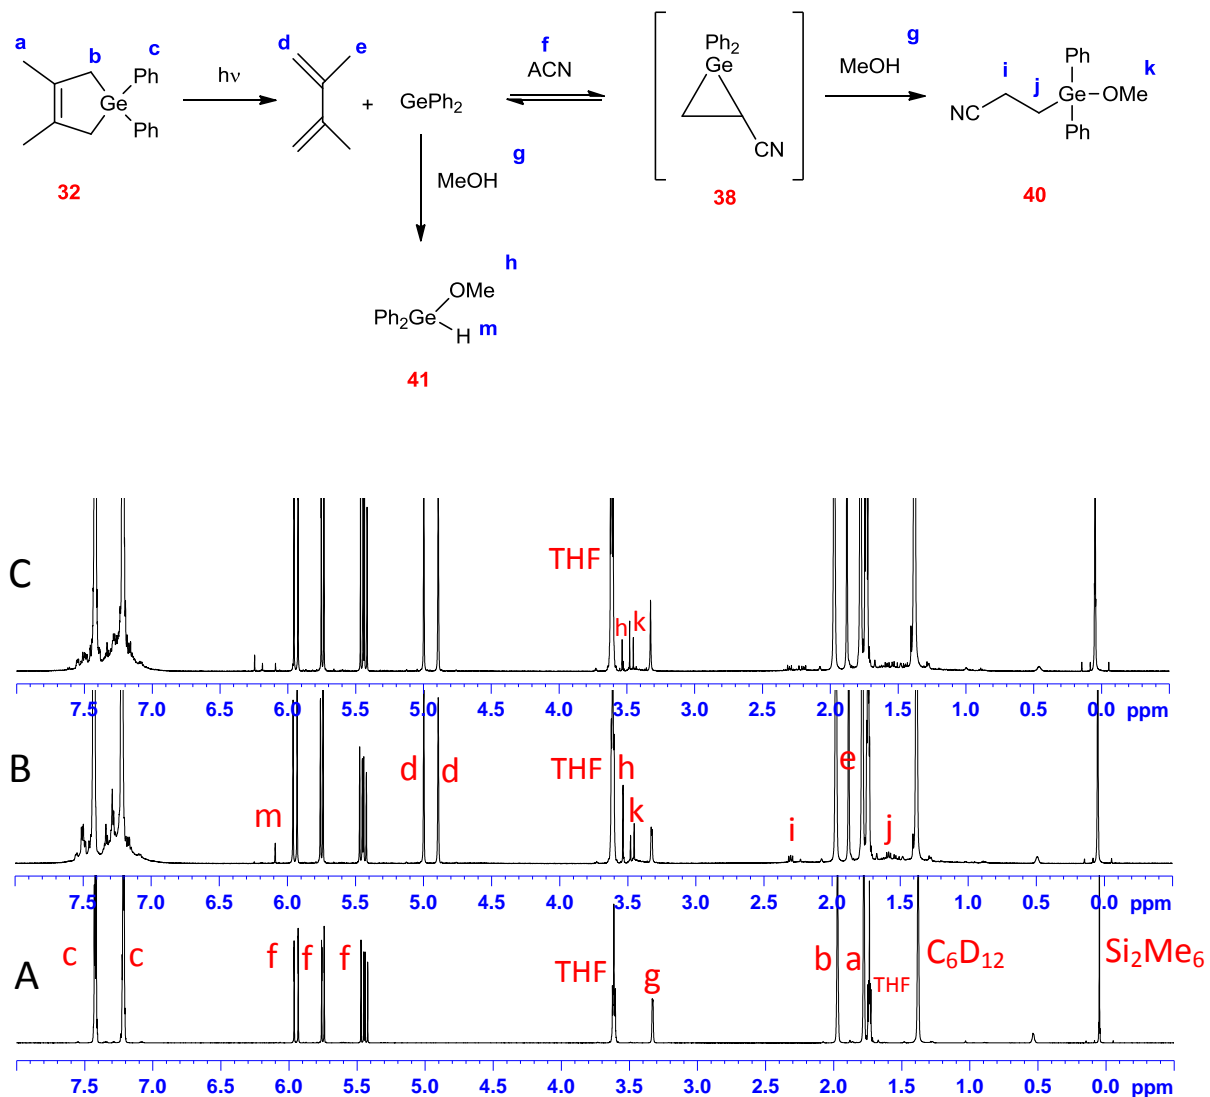 a b c d e f g
Ph Ph Ge
hν
+ GePh2
ACN
Ph2 Ge CN
MeOH
i j k
NC Ph Ge OMe Ph
32
g
MeOH
38
40
h
OMe
Ph2Ge
H m
41
C
THF
h k
7.5 7.0 6.5 6.0 5.5 5.0 4.5 4.0 3.5 3.0 2.5 2.0 1.5 1.0 0.5 0.0 ppm
B
m d d THF h k i e j
7.5 7.0 6.5 6.0 5.5 5.0 4.5 4.0 3.5 3.0 2.5 2.0 1.5 1.0 0.5 0.0 ppm
A
c c f f f THF g b a THF C6D12 Si2Me6
7.5 7.0 6.5 6.0 5.5 5.0 4.5 4.0 3.5 3.0 2.5 2.0 1.5 1.0 0.5 0.0 ppm